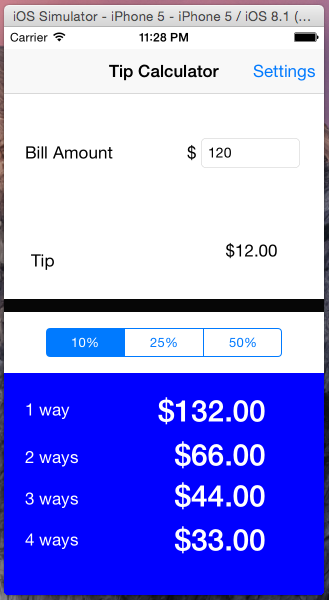 iOS Simulator - iPhone 5 - iPhone 5 / iOS 8.1 (...
Carrier 11:28 PM
Tip Calculator Settings
Bill Amount $ 120
Tip $12.00
10% 25% 50%
1 way $132.00
2 ways $66.00
3 ways $44.00
4 ways $33.00